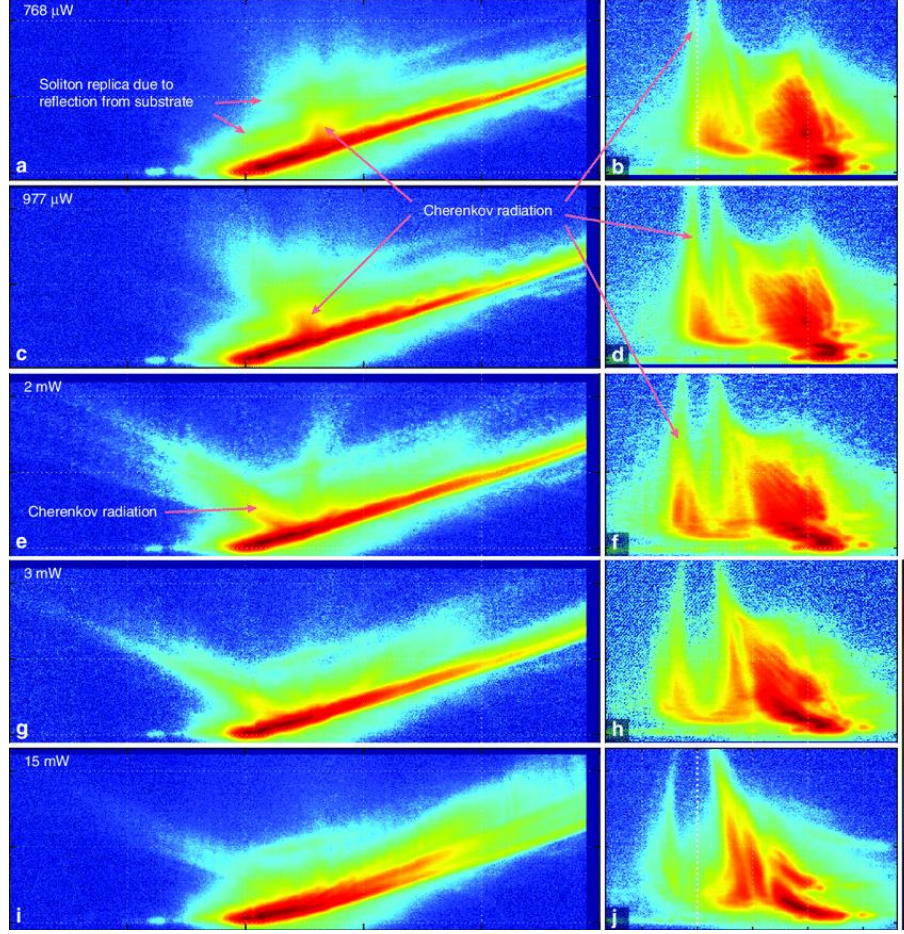 768 μW
Soliton replica due to
reflection from substrate
a
b
977 μW
Cherenkov radiation
c
d
2 mW
Cherenkov radiation
e
f
3 mW
g
h
15 mW
i
j